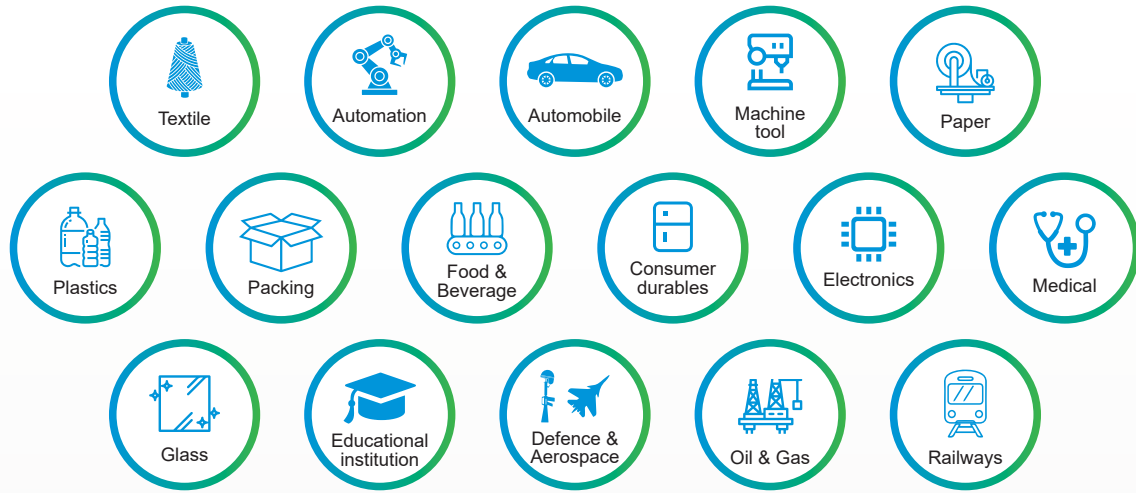 Textile
Automation
Automobile
Machine
tool
Paper
Plastics
Packing
Food &
Beverage
Consumer
durables
Electronics
Medical
Glass
Educational
institution
Defence &
Aerospace
Oil & Gas
Railways